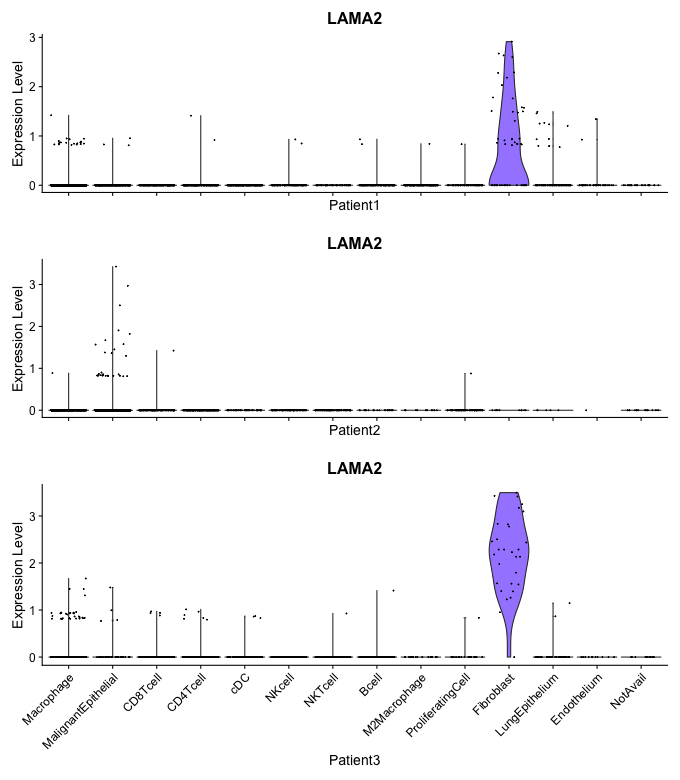 LAMA2
Expression Level
3
2
1
0
Patient1
LAMA2
Expression Level
3
2
1
0
Patient2
LAMA2
Expression Level
3
2
1
0
Macrophage
MalignantEpithelial
CD8Tcell
CD4Tcell
cDC
NKcell
NKTcell
Bcell
M2Macrophage
ProliferatingCell
Fibroblast
LungEpithelium
Endothelium
NotAvail
Patient3